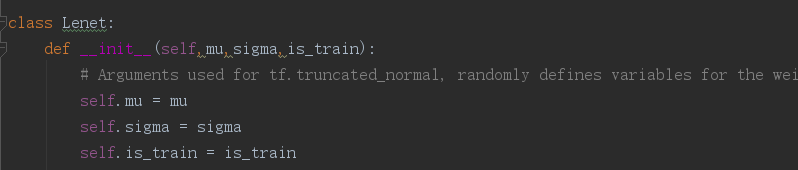 class Lenet:
def __init__(self,mu,sigma,is_train):
# Arguments used for tf.truncated_normal, randomly defines variables for the wei
self.mu = mu
self.sigma = sigma
self.is_train = is_train